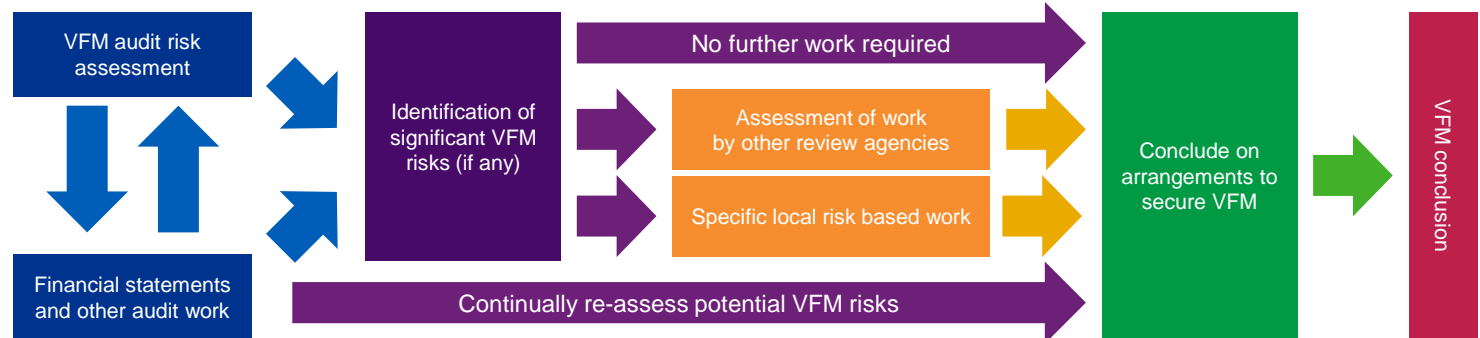 VFM audit risk
assessment
Financial statements
and other audit work
Identification of
significant VFM
risks (if any)
No further work required
Assessment of work
by other review agencies
Specific local risk based work
Continually re-assess potential VFM risks
Conclude on
arrangements to
secure VFM
VFM conclusion